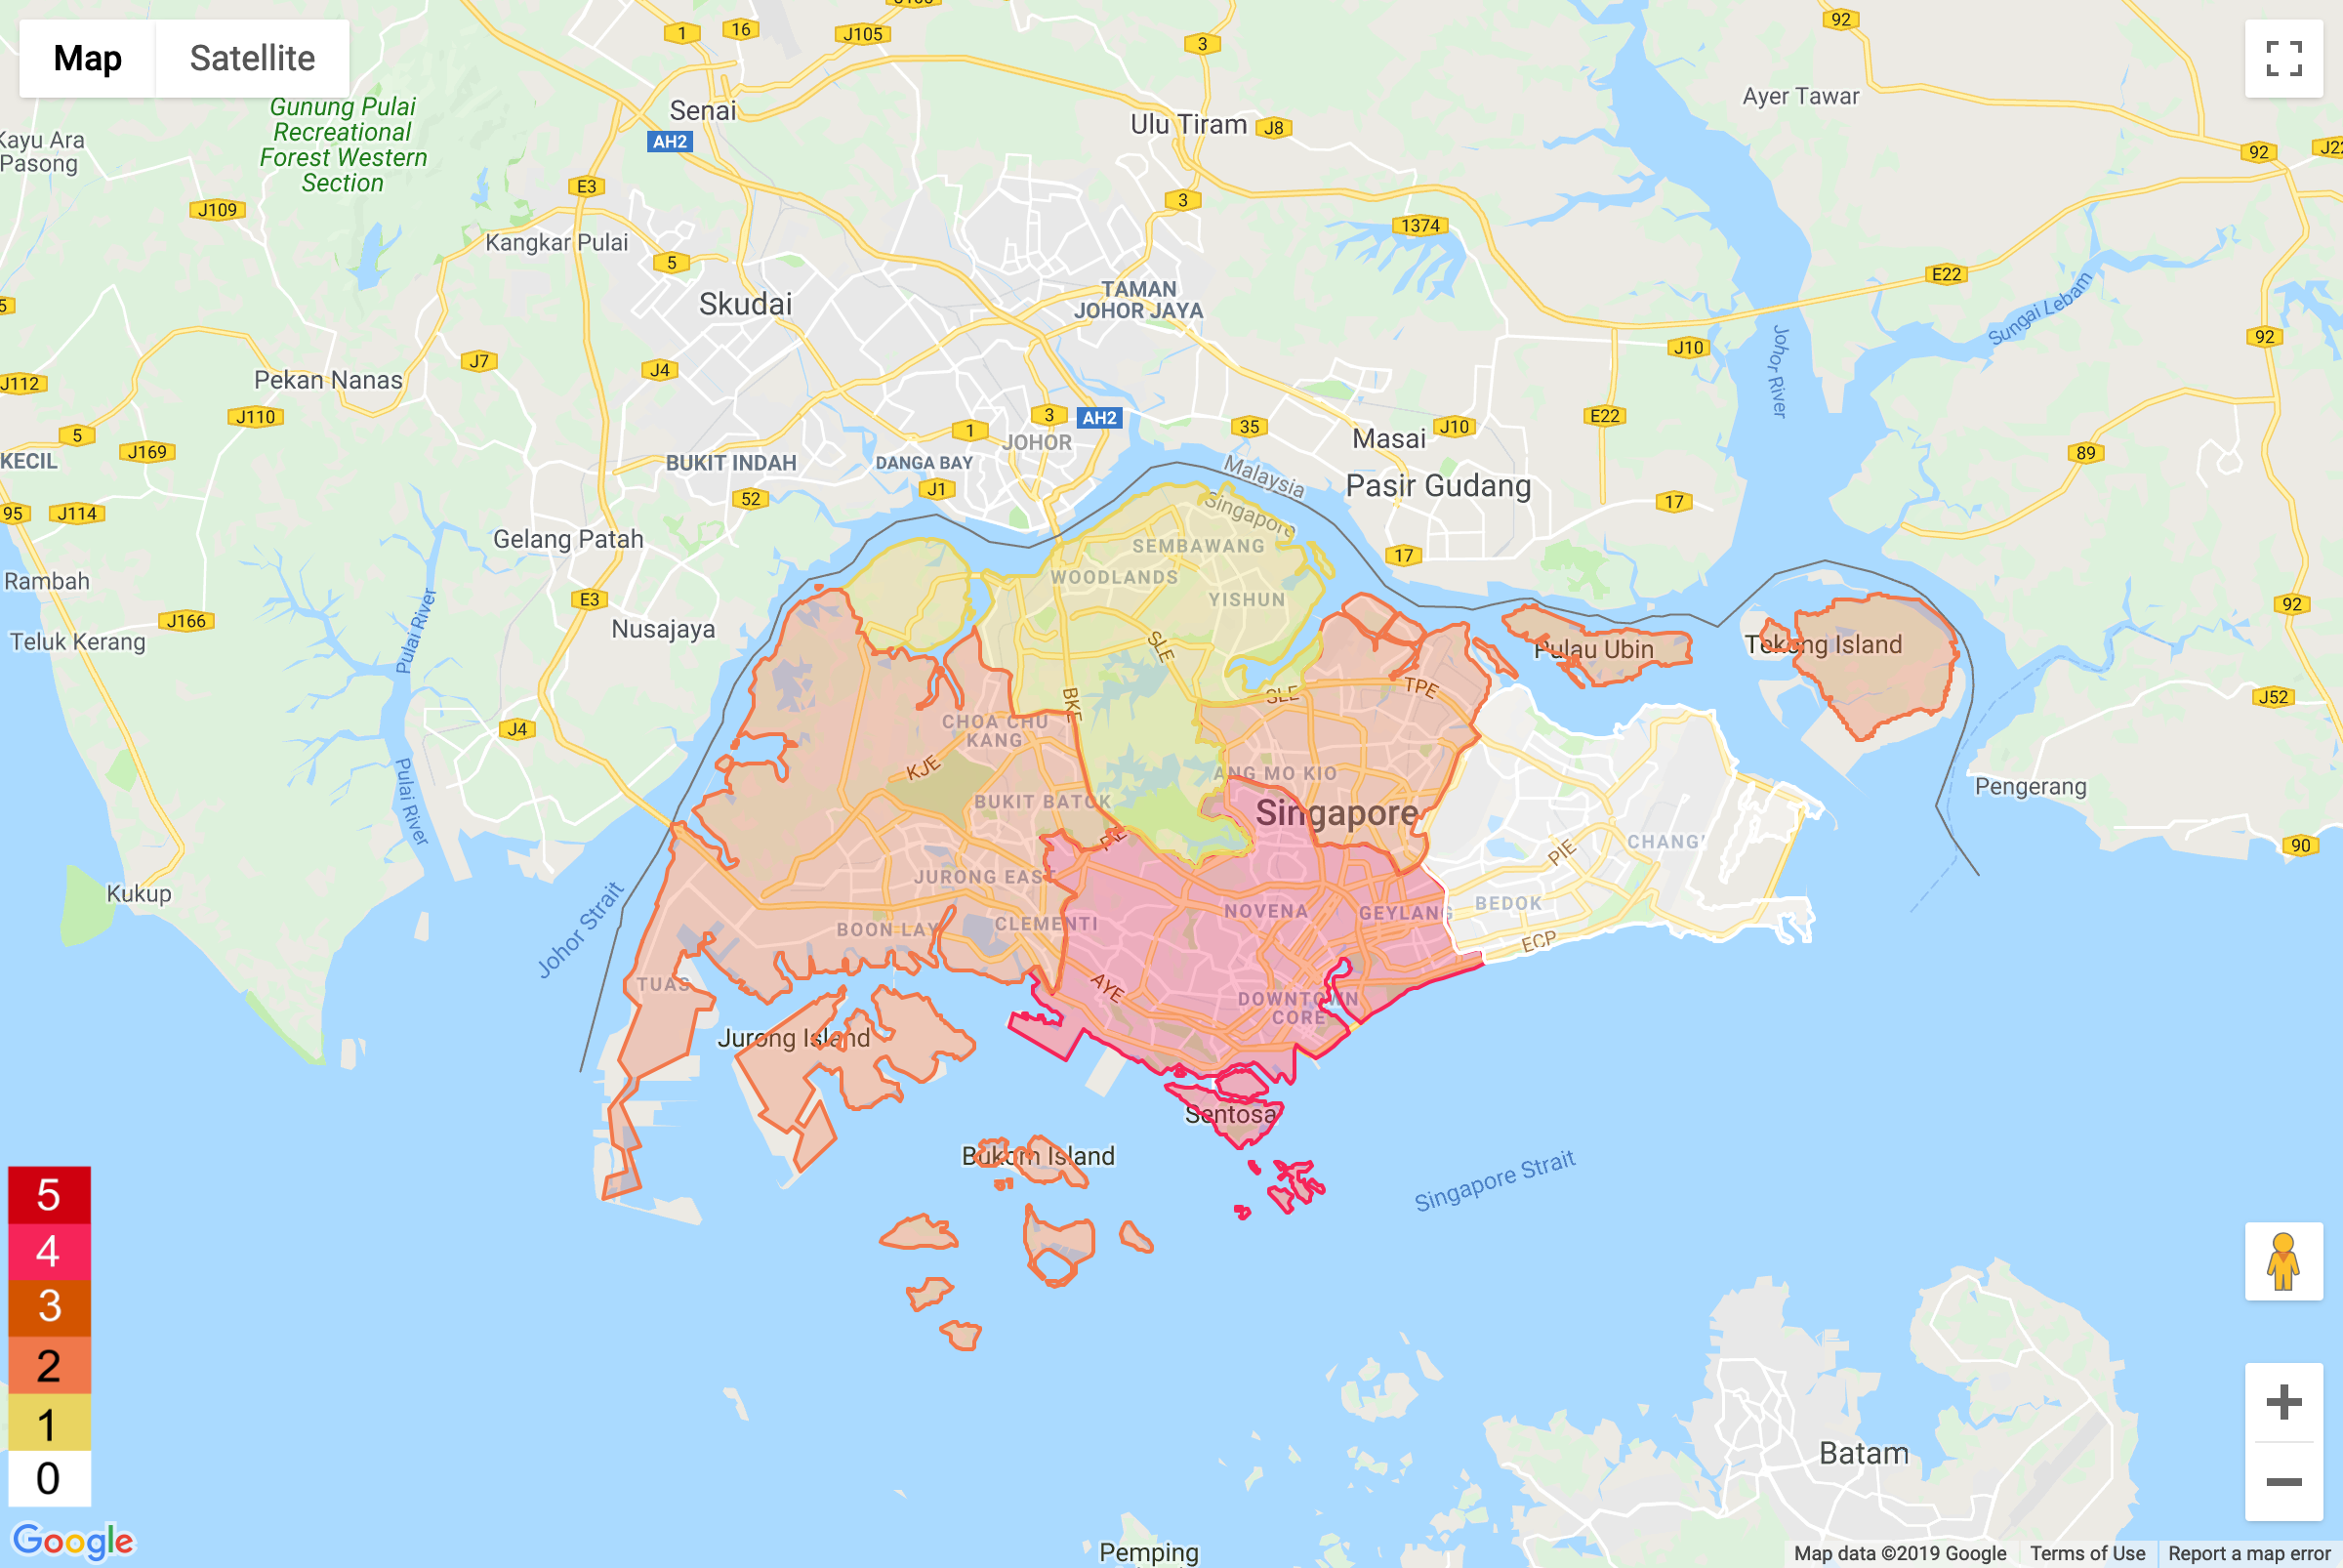 Map
Satellite
1
16
J105
3
92
Senai
AH2
Ulu Tiram
J8
Ayer Tawar
Gunung Pulai
Recreational
Forest Western
Section
Kayu Ara
Pasong
92
E3
J109
3
1374
Kangkar Pulai
5
E22
Sungai Lebam
Skudai
TAMAN
JOHOR JAYA
5
J7
J4
J10
Johor River
92
J112
Pekan Nanas
J110
5
J169
1
3
AH2
35
Masai
J10
E22
89
JOHOR
KECIL
BUKIT INDAH
DANGA BAY
Malaysia
Singapore
Pasir Gudang
52
J1
17
95
J114
Gelang Patah
SEMBAWANG
17
Rambah
E3
WOODLANDS
YISHUN
92
J166
Teluk Kerang
Pulai River
Nusajaya
SLE
Pulau Ubin
Tekong Island
J4
BKE
SLE
TPE
J52
CHOA CHU
KANG
KJE
ANG MO KIO
Pulai River
Pengerang
BUKIT BATOK
Singapore
PIE
CHANGI
90
Kukup
JURONG EAST
Johor Strait
NOVENA
GEYLANG
BEDOK
BOON LAY
CLEMENTI
ECP
TUAS
AYE
DOWNTOWN
CORE
Jurong Island
Sentosa
Bukom Island
Singapore Strait
5
4
3
2
1
0
Batam
Pemping
Google
Map data ©2019 Google
Terms of Use
Report a map error